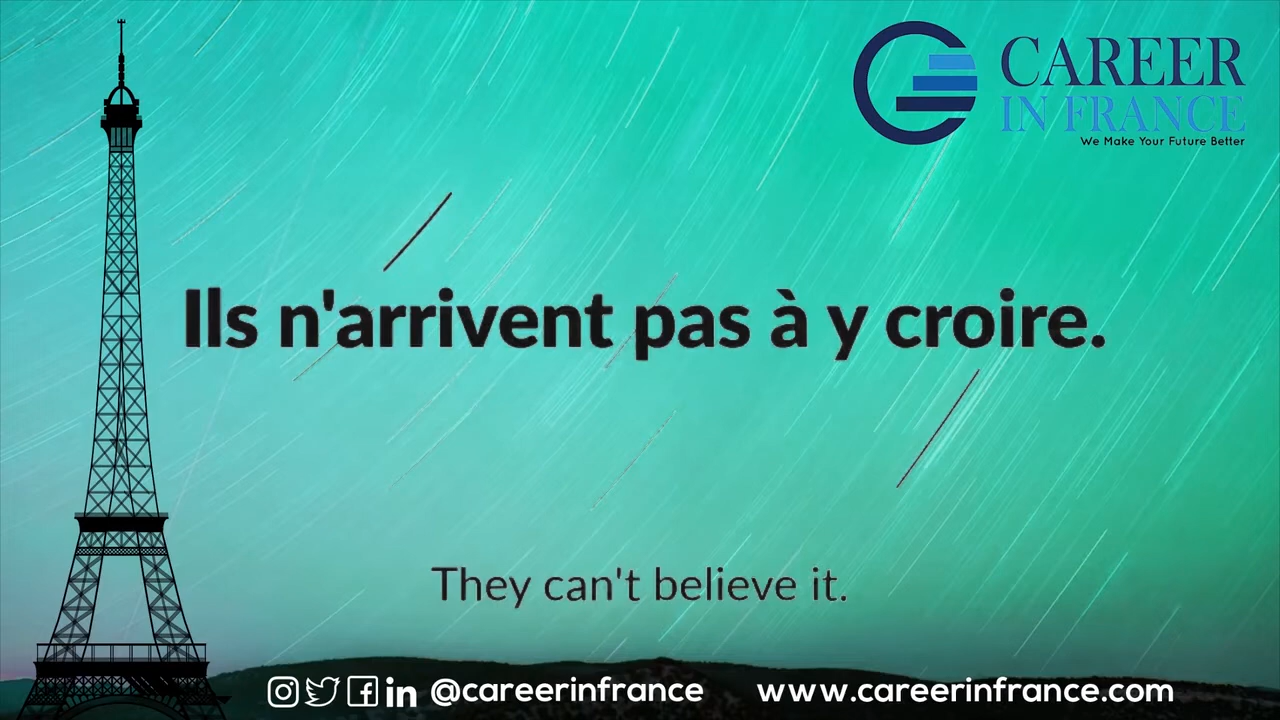 CAREER
IN FRANCE
We Make Your Future Better
Ils n'arrivent pas à y croire.
They can't believe it.
@careerinfrance www.careerinfrance.com